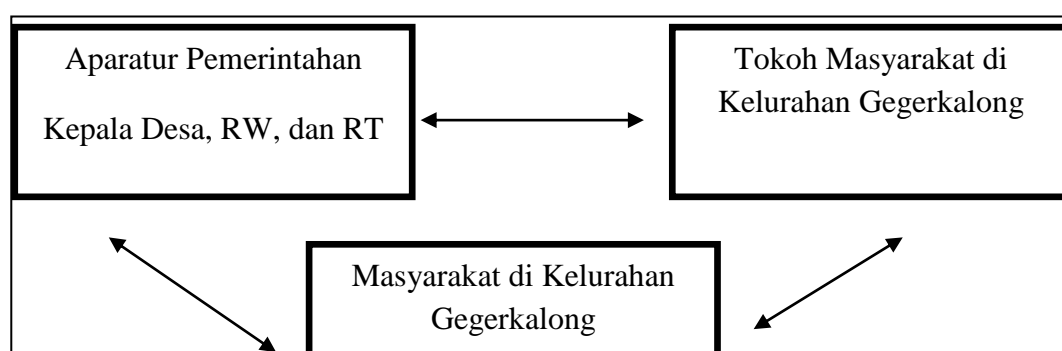 Aparatur Pemerintahan
Kepala Desa, RW, dan RT
Tokoh Masyarakat di
Kelurahan Gegerkalong
Masyarakat di Kelurahan
Gegerkalong